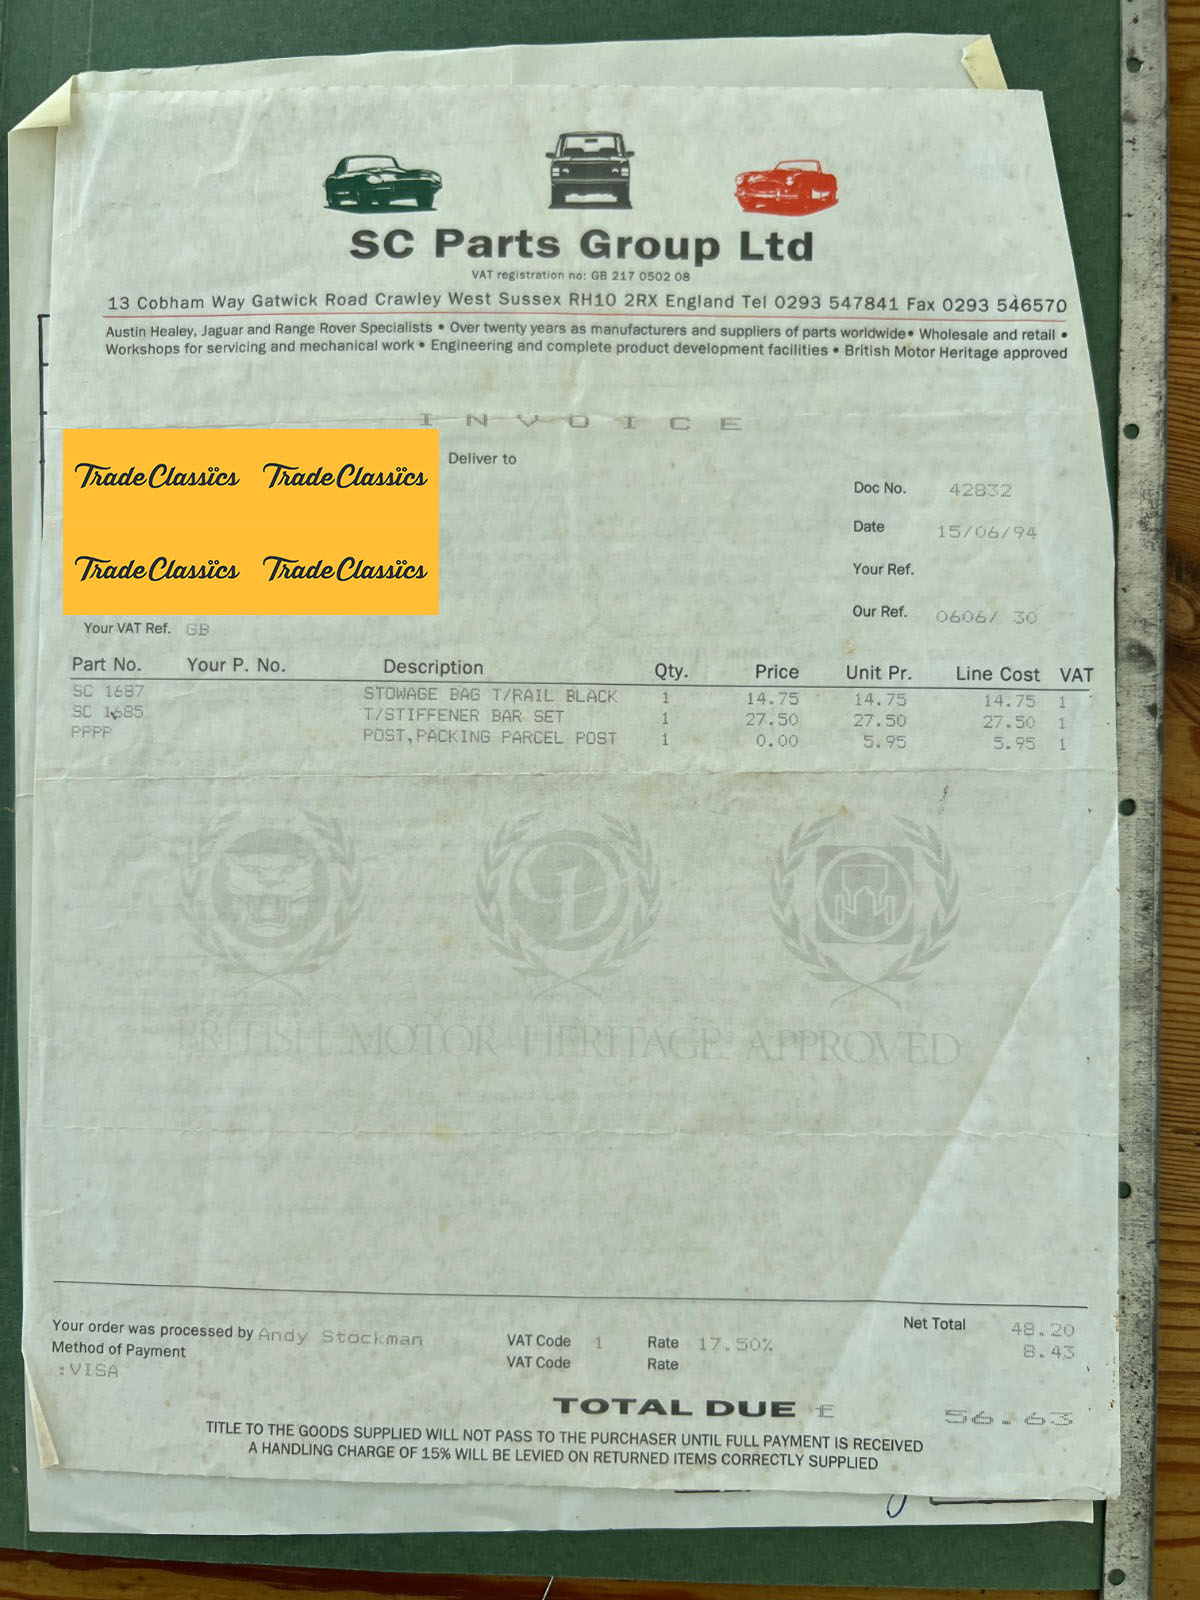 SC Parts Group Ltd
VAT registration no: GB 217 0502 08
13 Cobham Way Gatwick Road Crawley West Sussex RH10 2RX England Tel 0293 547841 Fax 0293 546570
Austin Healey, Jaguar and Range Rover Specialists • Over twenty years as manufacturers and suppliers of parts worldwide • Wholesale and retail •
Workshops for servicing and mechanical work • Engineering and complete product development facilities • British Motor Heritage approved
INVOICE
Trade Classics Trade Classics
Trade Classics Trade Classics
Deliver to
Doc No. 42832
Date 15/06/94
Your Ref.
Our Ref. 0606/ 30
Your VAT Ref. GB
Part No. Your P. No. Description Qty. Price Unit Pr. Line Cost VAT
SC 1687 STOWAGE BAG T/RAIL BLACK 1 14.75 14.75 14.75 1
SC 1685 T/STIFFENER BAR SET 1 27.50 27.50 27.50 1
PPPP POST,PACKING PARCEL POST 1 0.00 5.95 5.95 1
BRITISH MOTOR HERITAGE APPROVED
Your order was processed by Andy Stockman
Method of Payment
:VISA
VAT Code 1 Rate 17.50%
VAT Code Rate
Net Total 48.20
8.43
TOTAL DUE £ 56.63
TITLE TO THE GOODS SUPPLIED WILL NOT PASS TO THE PURCHASER UNTIL FULL PAYMENT IS RECEIVED
A HANDLING CHARGE OF 15% WILL BE LEVIED ON RETURNED ITEMS CORRECTLY SUPPLIED